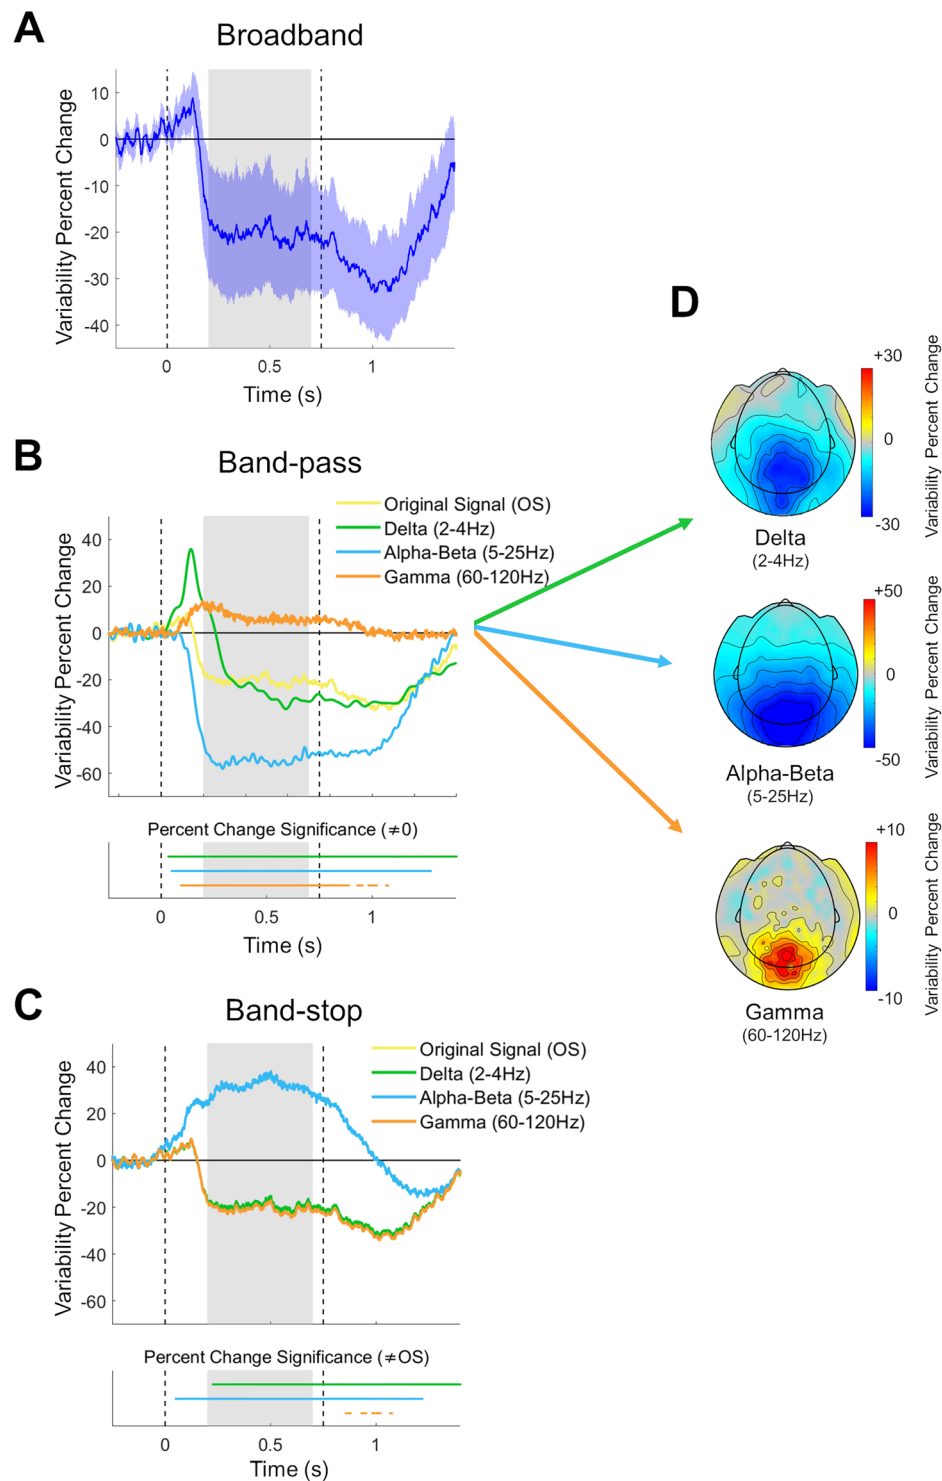 A
Broadband
Variability Percent Change
10
0
-10
-20
-30
-40
0
0.5
1
Time (s)
B
Band-pass
Original Signal (OS)
Delta (2-4Hz)
Alpha-Beta (5-25Hz)
Gamma (60-120Hz)
Variability Percent Change
40
20
0
-20
-40
-60
Percent Change Significance (≠0)
0
0.5
1
Time (s)
C
Band-stop
Original Signal (OS)
Delta (2-4Hz)
Alpha-Beta (5-25Hz)
Gamma (60-120Hz)
Variability Percent Change
40
20
0
-20
-40
-60
Percent Change Significance (≠OS)
0
0.5
1
Time (s)
D
+30
0
-30
Variability Percent Change
Delta
(2-4Hz)
+50
0
-50
Variability Percent Change
Alpha-Beta
(5-25Hz)
+10
0
-10
Variability Percent Change
Gamma
(60-120Hz)